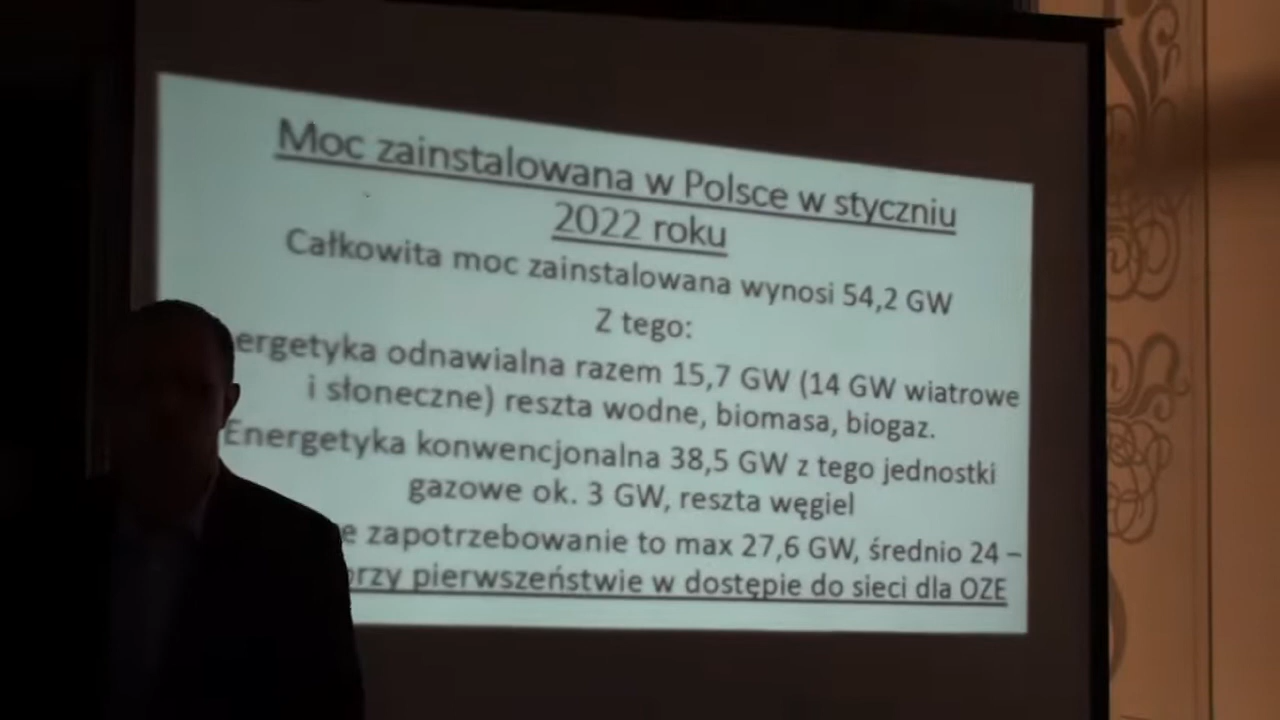 Moc zainstalowana w Polsce w styczniu
2022 roku
Całkowita moc zainstalowana wynosi 54,2 GW
Z tego:
ergetyka odnawialna razem 15,7 GW (14 GW wiatrowe
i słoneczne) reszta wodne, biomasa, biogaz.
Energetyka konwencjonalna 38,5 GW z tego jednostki
gazowe ok. 3 GW, reszta węgiel
e zapotrzebowanie to max 27,6 GW, średnio 24 –
przy pierwszeństwie w dostępie do sieci dla OZE